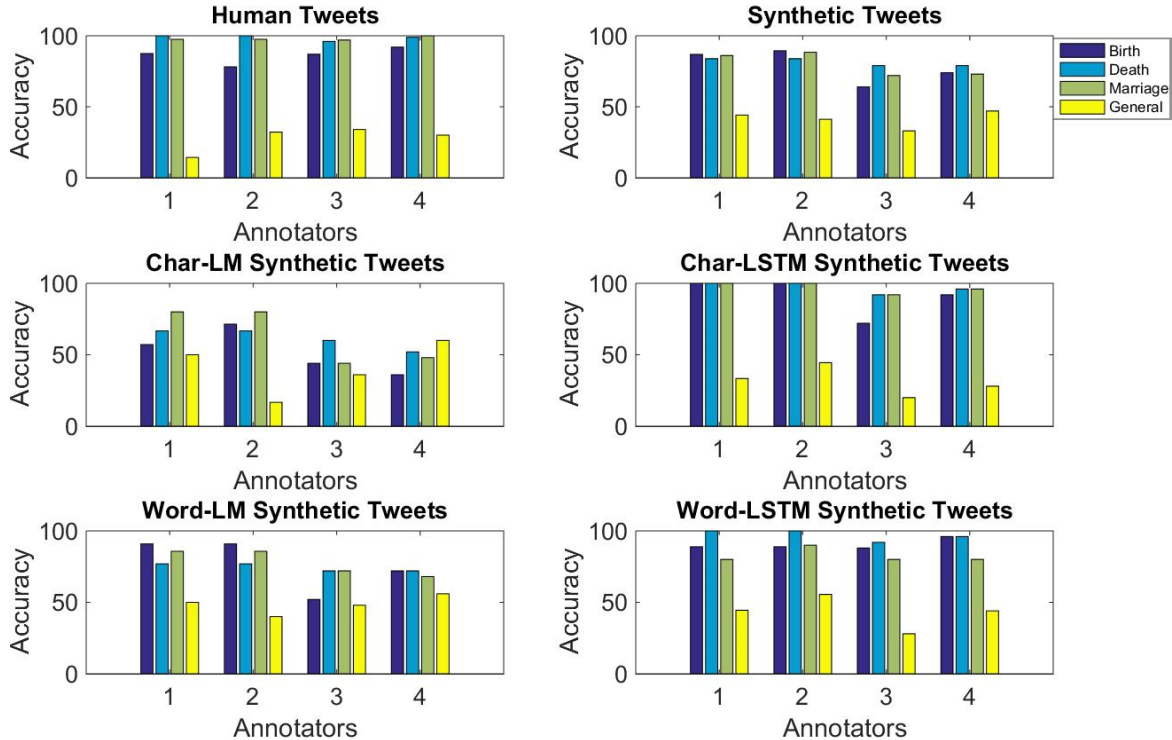 Human Tweets
100
50
0
Accuracy
1 2 3 4
Annotators
Synthetic Tweets
100
50
0
Accuracy
1 2 3 4
Annotators
Birth
Death
Marriage
General
Char-LM Synthetic Tweets
100
50
0
Accuracy
1 2 3 4
Annotators
Char-LSTM Synthetic Tweets
100
50
0
Accuracy
1 2 3 4
Annotators
Word-LM Synthetic Tweets
100
50
0
Accuracy
1 2 3 4
Annotators
Word-LSTM Synthetic Tweets
100
50
0
Accuracy
1 2 3 4
Annotators